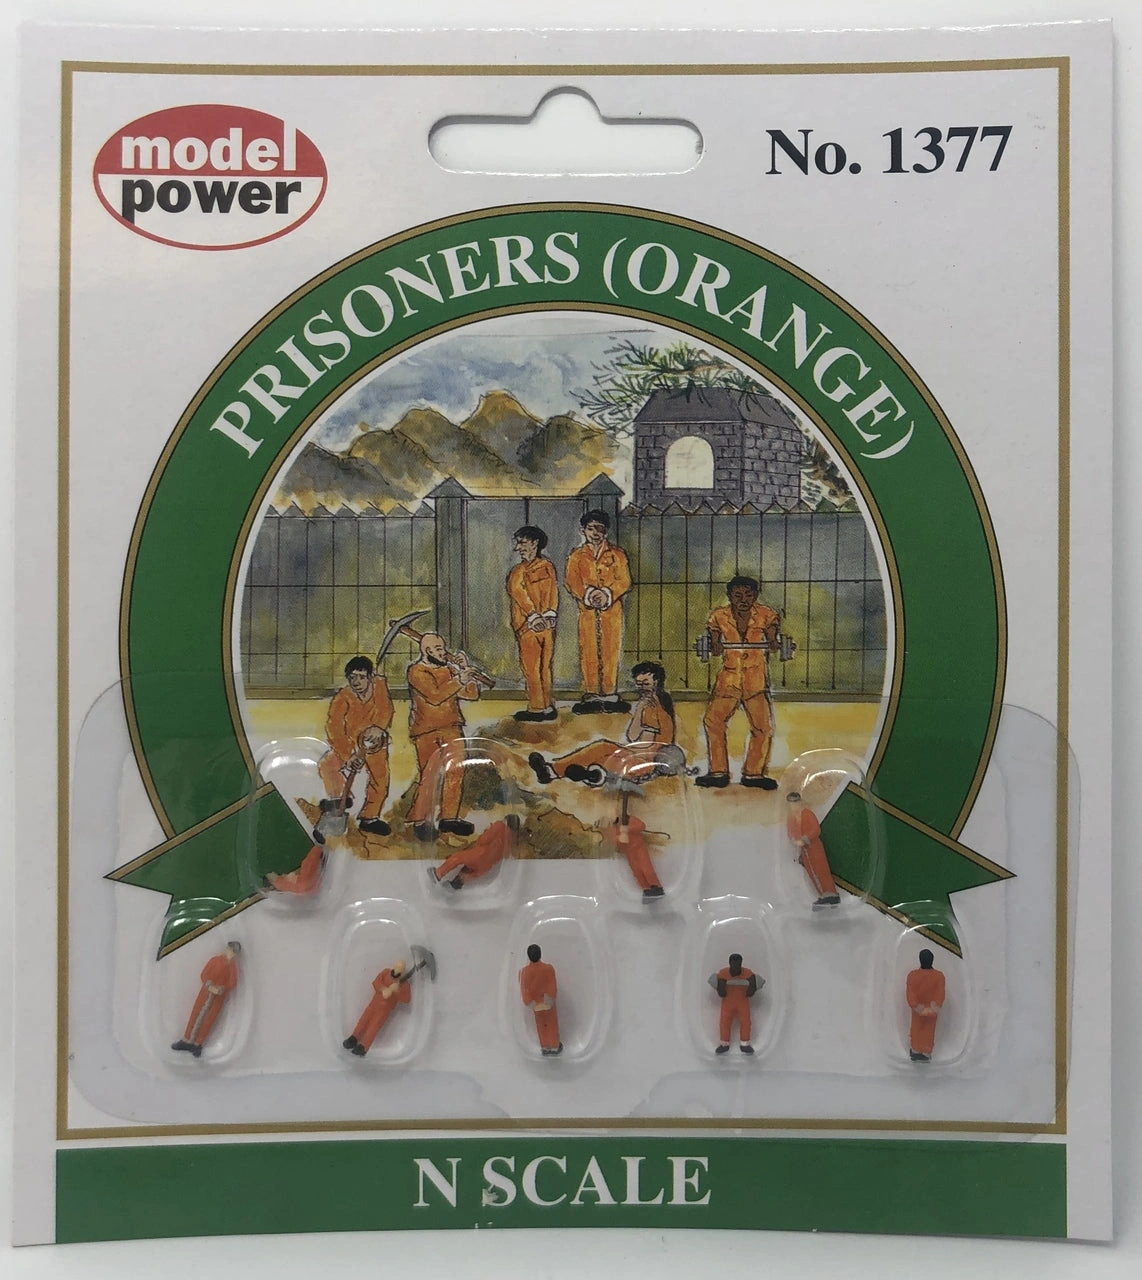 model
power
No. 1377
PRISONERS (ORANGE)
N SCALE